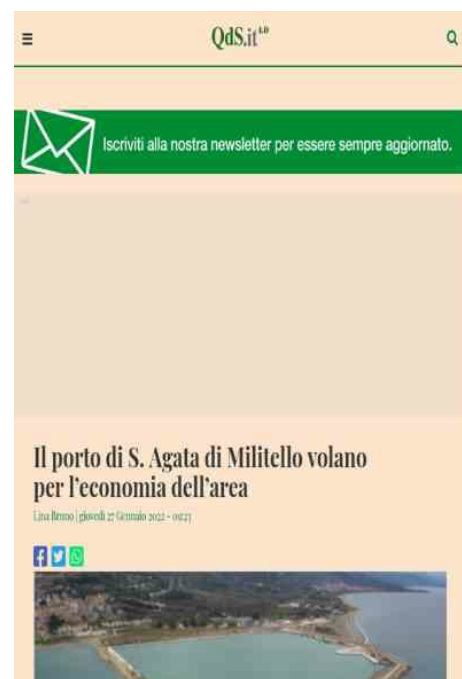 QdS.it
Iscriviti alla nostra newsletter per essere sempre aggiornato.
Il porto di S. Agata di Militello volano
per l'economia dell'area
Lina Bruno | giovedì 27 Gennaio 2022 -